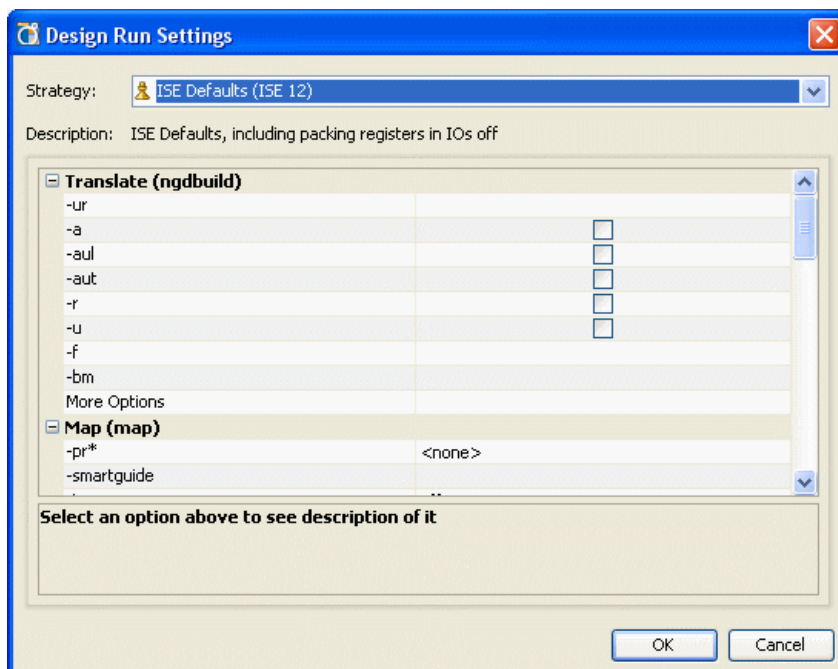 Design Run Settings
Strategy: ISE Defaults (ISE 12)
Description: ISE Defaults, including packing registers in IOs off
Translate (ngdbuild)
-ur
-a
-aul
-aut
-r
-u
-f
-bm
More Options
Map (map)
-pr* <none>
-smartguide
Select an option above to see description of it
OK Cancel